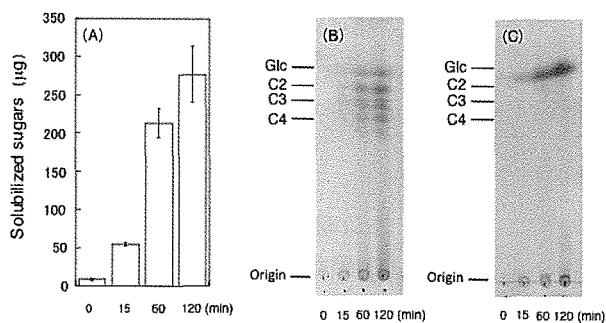 (A)
Solubilized sugars (μg)
350
300
250
200
150
100
50
0
0 15 60 120 (min)
(B)
Glc
C2
C3
C4
Origin
0 15 60 120 (min)
(C)
Glc
C2
C3
C4
Origin
0 15 60 120 (min)